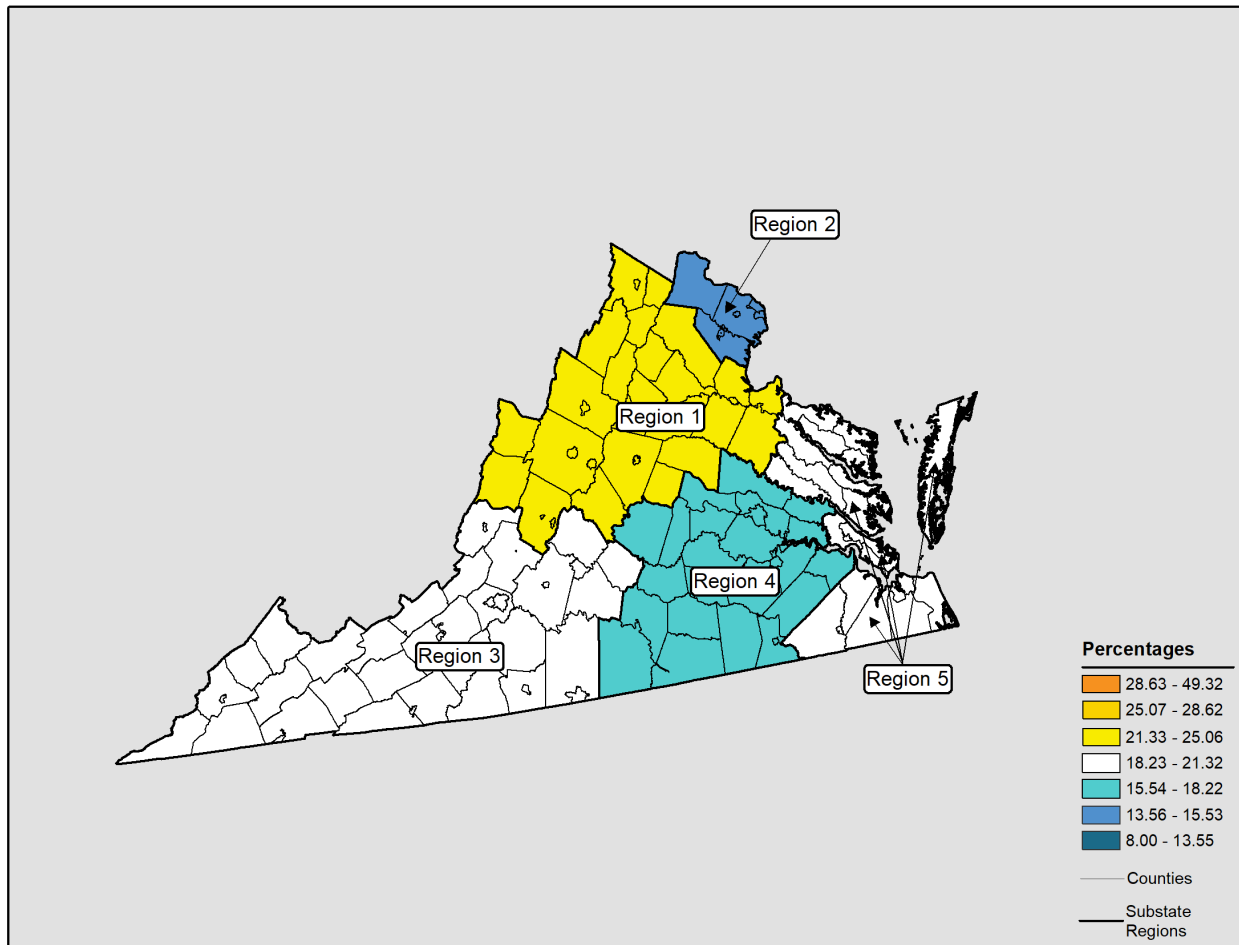 Region 2
Region 1
Region 4
Region 3
Region 5
Percentages
28.63 - 49.32
25.07 - 28.62
21.33 - 25.06
18.23 - 21.32
15.54 - 18.22
13.56 - 15.53
8.00 - 13.55
Counties
Substate
Regions